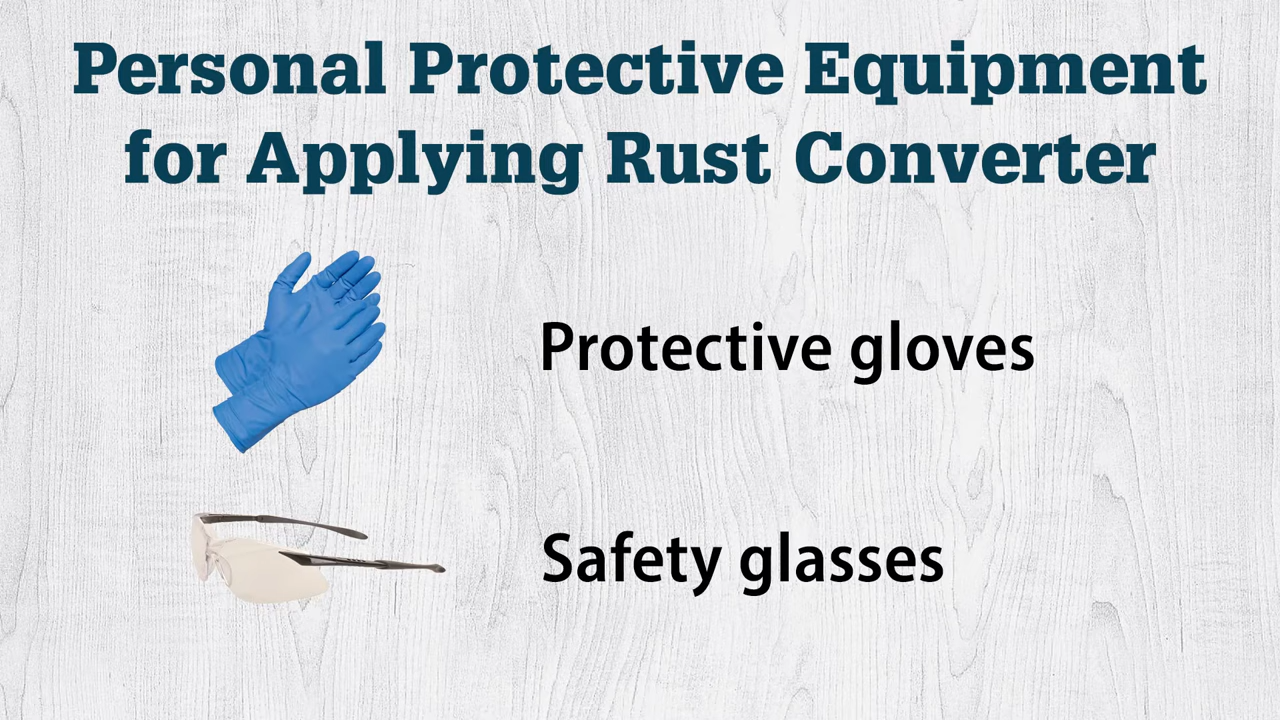 Personal Protective Equipment
for Applying Rust Converter
Protective gloves
Safety glasses